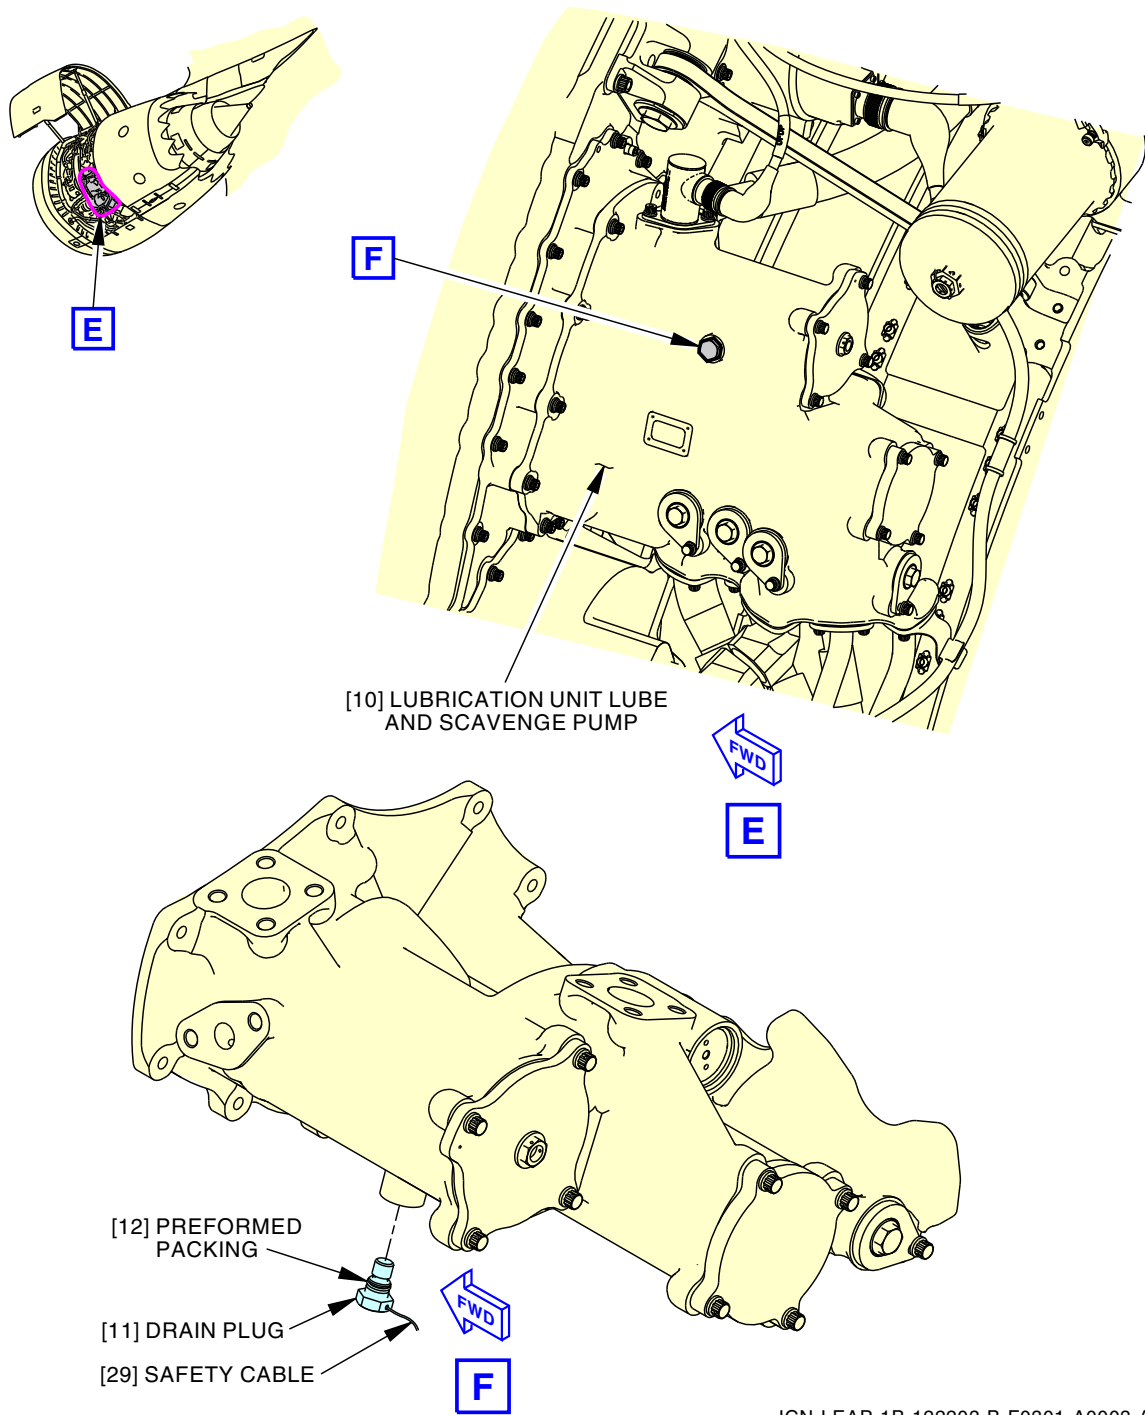 F
E
[10] LUBRICATION UNIT LUBE
AND SCAVENGE PUMP
FWD
E
[12] PREFORMED
PACKING
[11] DRAIN PLUG
[29] SAFETY CABLE
FWD
F